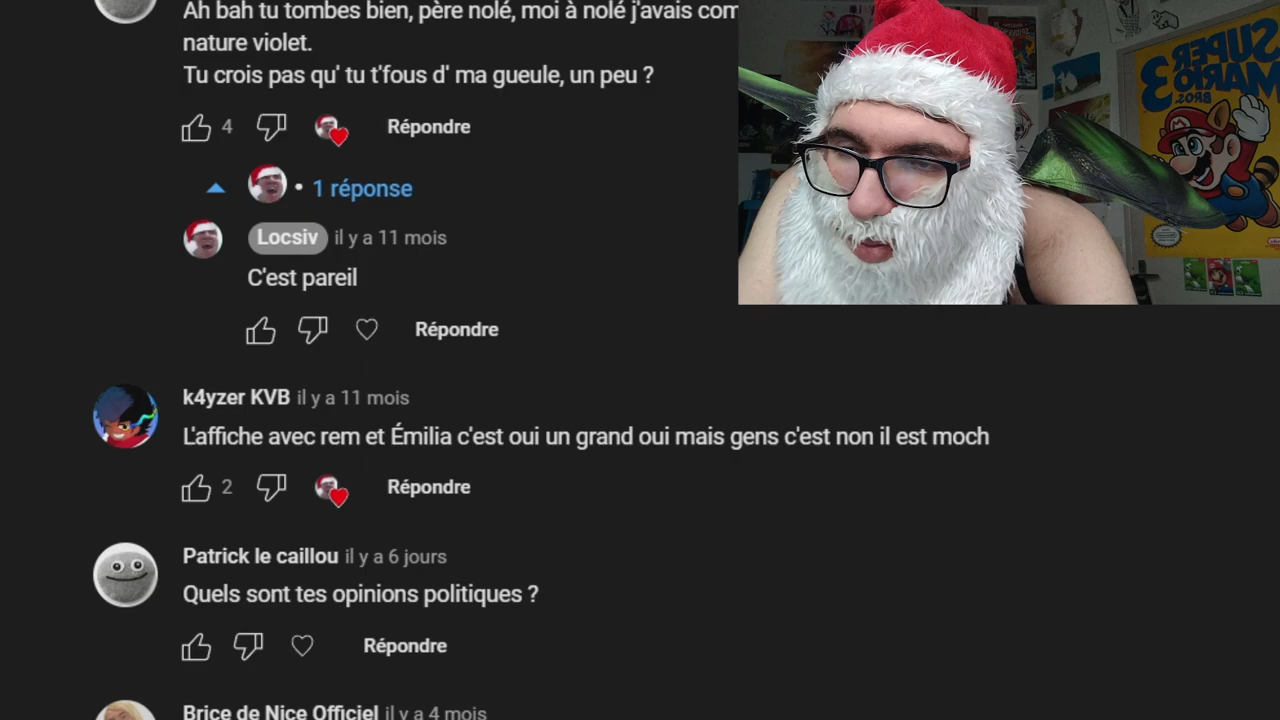 Ah bah tu tombes bien, père nolé, moi à nolé j'avais com
nature violet.
Tu crois pas qu' tu t'fous d' ma gueule, un peu ?
4
Répondre
• 1 réponse
Locsiv il y a 11 mois
C'est pareil
Répondre
k4yzer KVB il y a 11 mois
L'affiche avec rem et Émilia c'est oui un grand oui mais gens c'est non il est moch
2
Répondre
Patrick le caillou il y a 6 jours
Quels sont tes opinions politiques ?
Répondre
Brice de Nice Officiel il y a 4 mois
SUPER
MARIO
BROS.
3